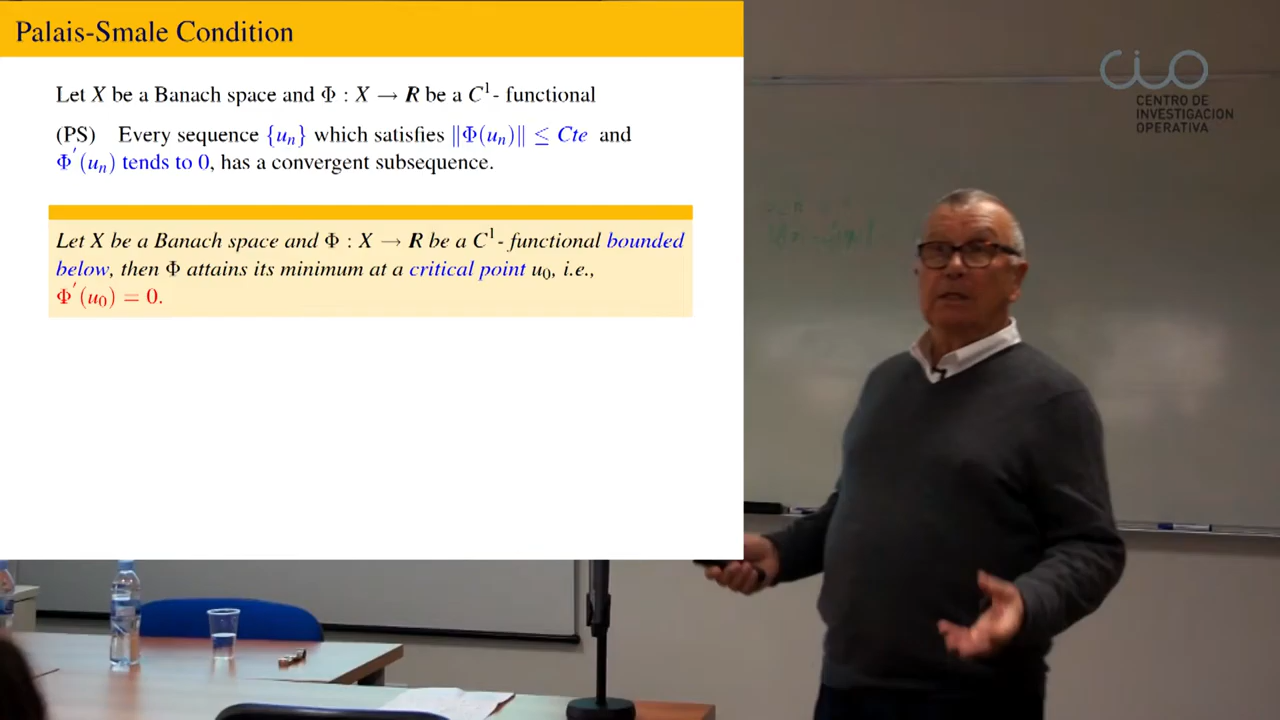 Palais-Smale Condition
Let X be a Banach space and Φ : X → R be a C¹- functional
(PS) Every sequence {uₙ} which satisfies ‖Φ(uₙ)‖ ≤ Cte and
Φ′(uₙ) tends to 0, has a convergent subsequence.
Let X be a Banach space and Φ : X → R be a C¹- functional bounded
below, then Φ attains its minimum at a critical point u₀, i.e.,
Φ′(u₀) = 0.
CIO
CENTRO DE
INVESTIGACION
OPERATIVA